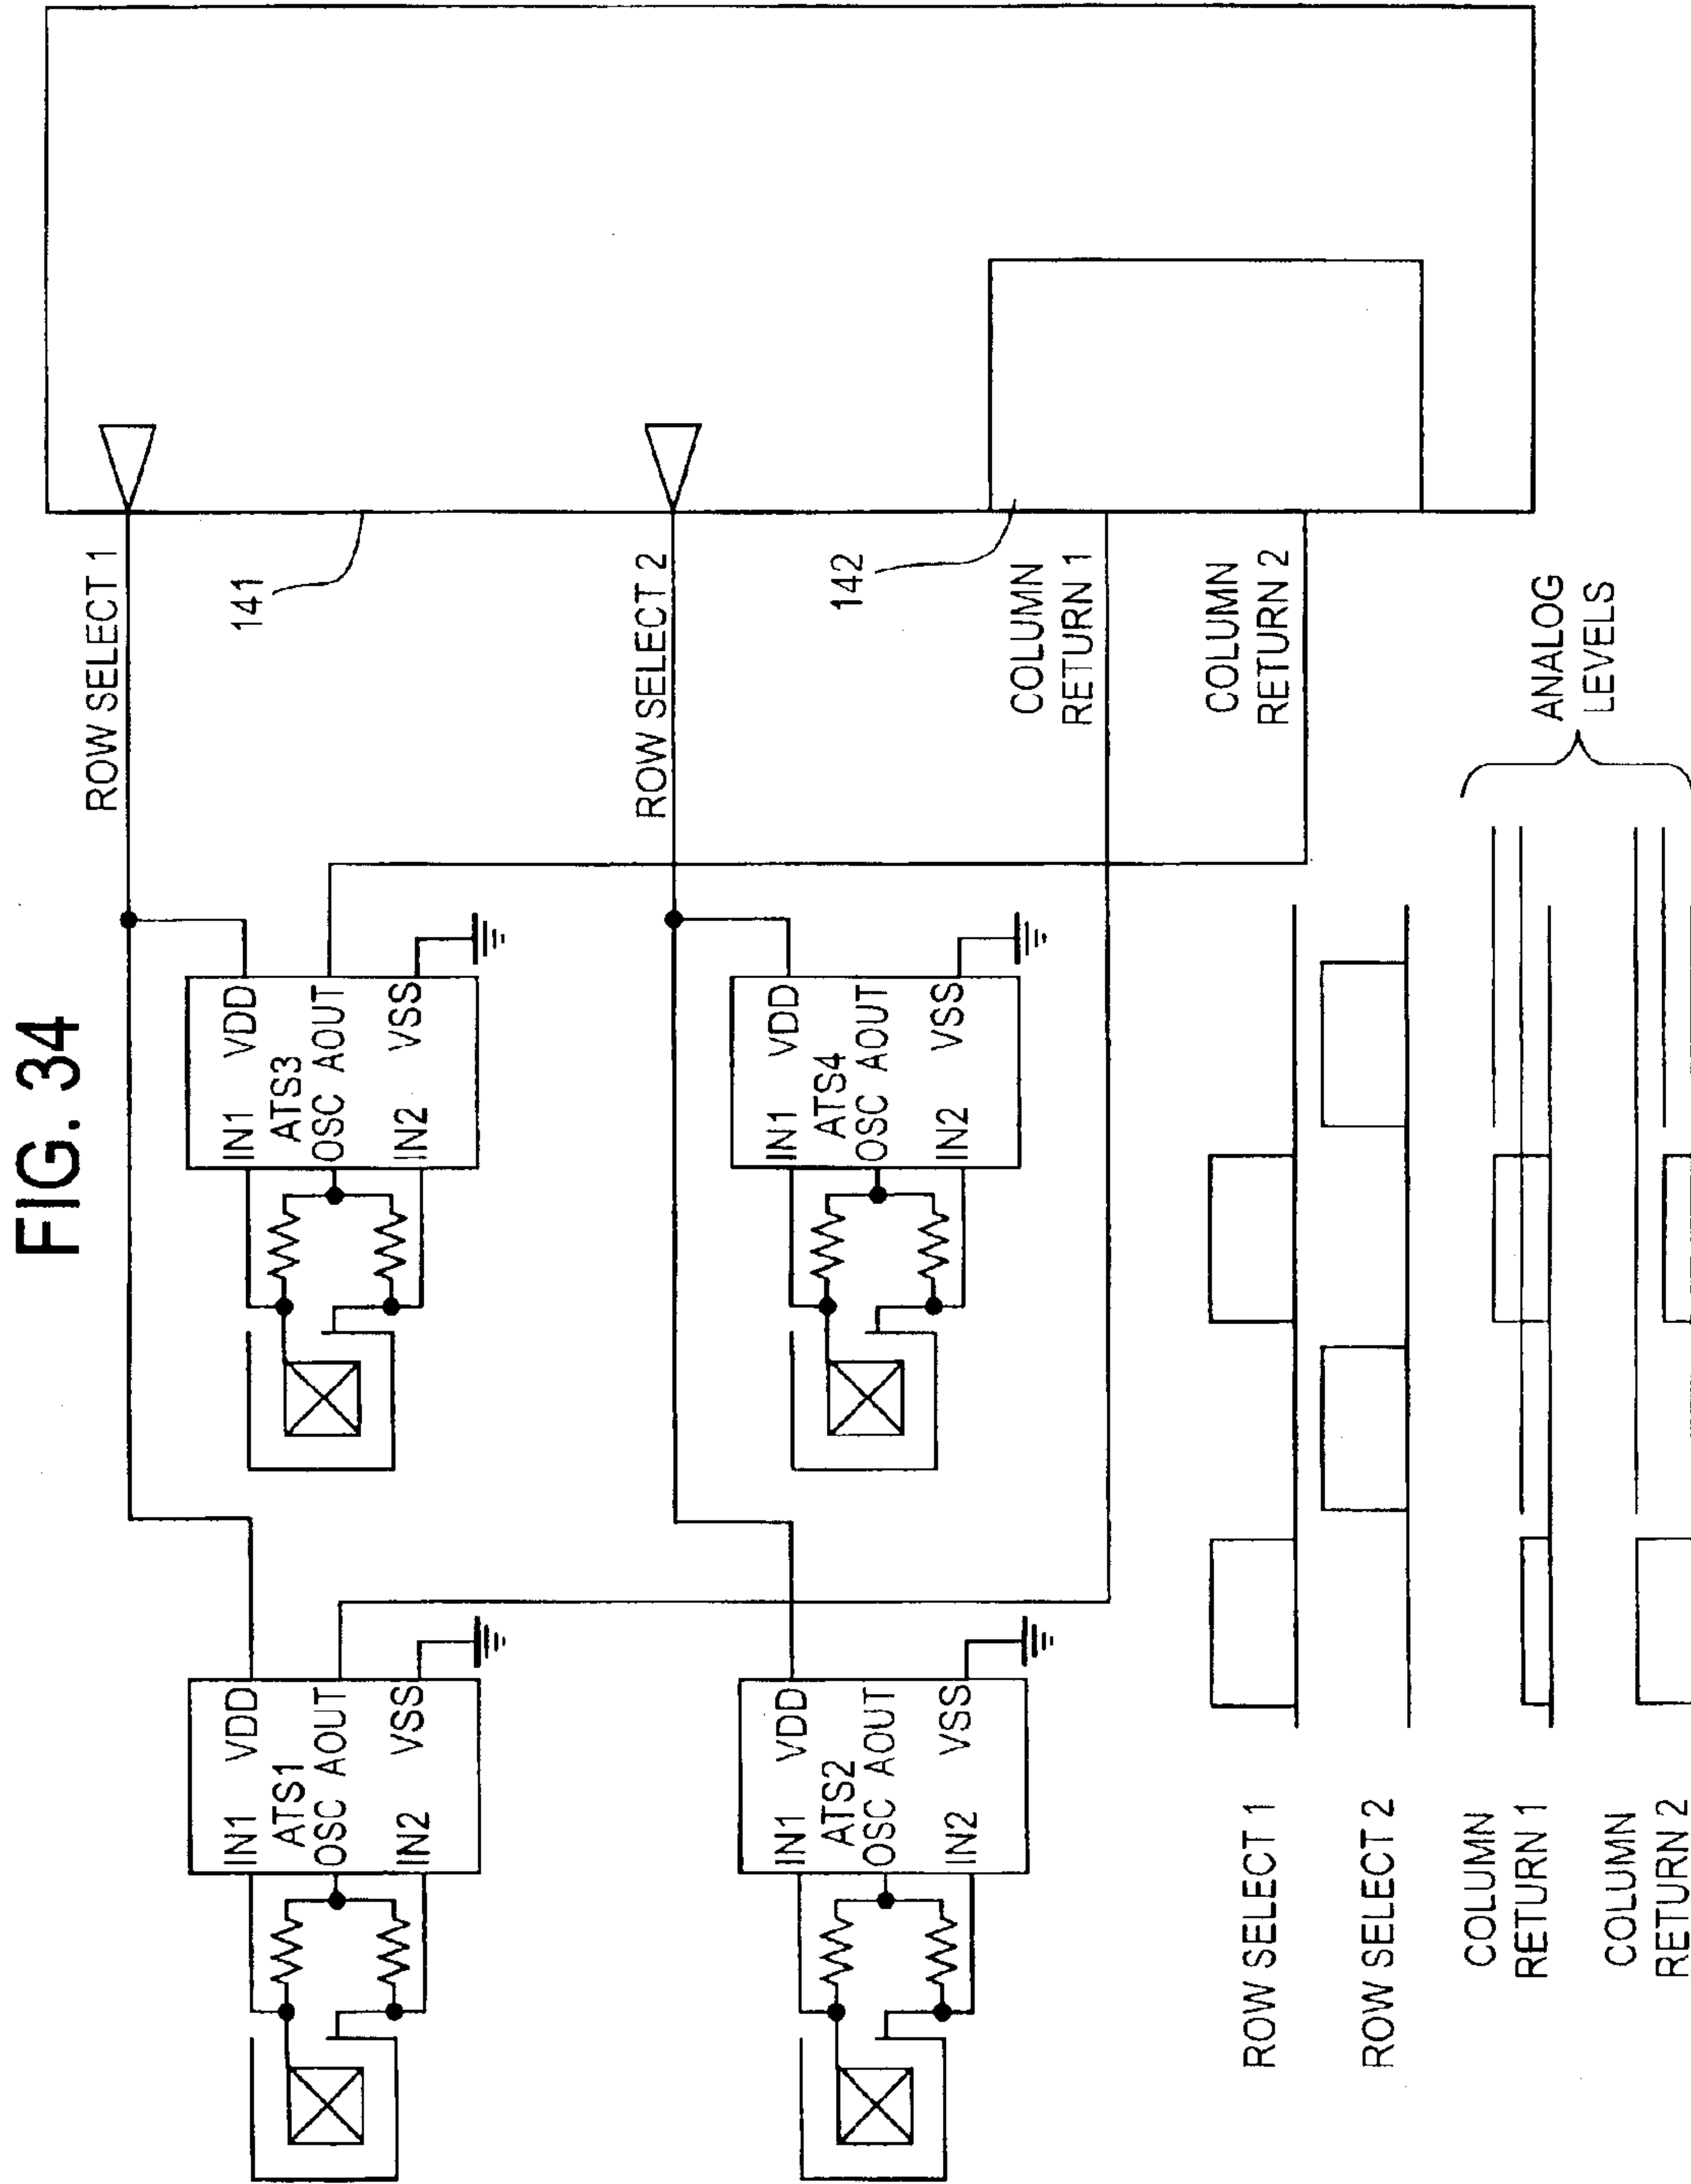 FIG. 34
ROW SELECT 1
141
ROW SELECT 2
142
COLUMN
RETURN 1
COLUMN
RETURN 2
IN1 VDD
ATS1
OSC AOUT
IN2 VSS
IN1 VDD
ATS3
OSC AOUT
IN2 VSS
IN1 VDD
ATS2
OSC AOUT
IN2 VSS
IN1 VDD
ATS4
OSC AOUT
IN2 VSS
ROW SELECT 1
ROW SELECT 2
COLUMN
RETURN 1
COLUMN
RETURN 2
ANALOG
LEVELS